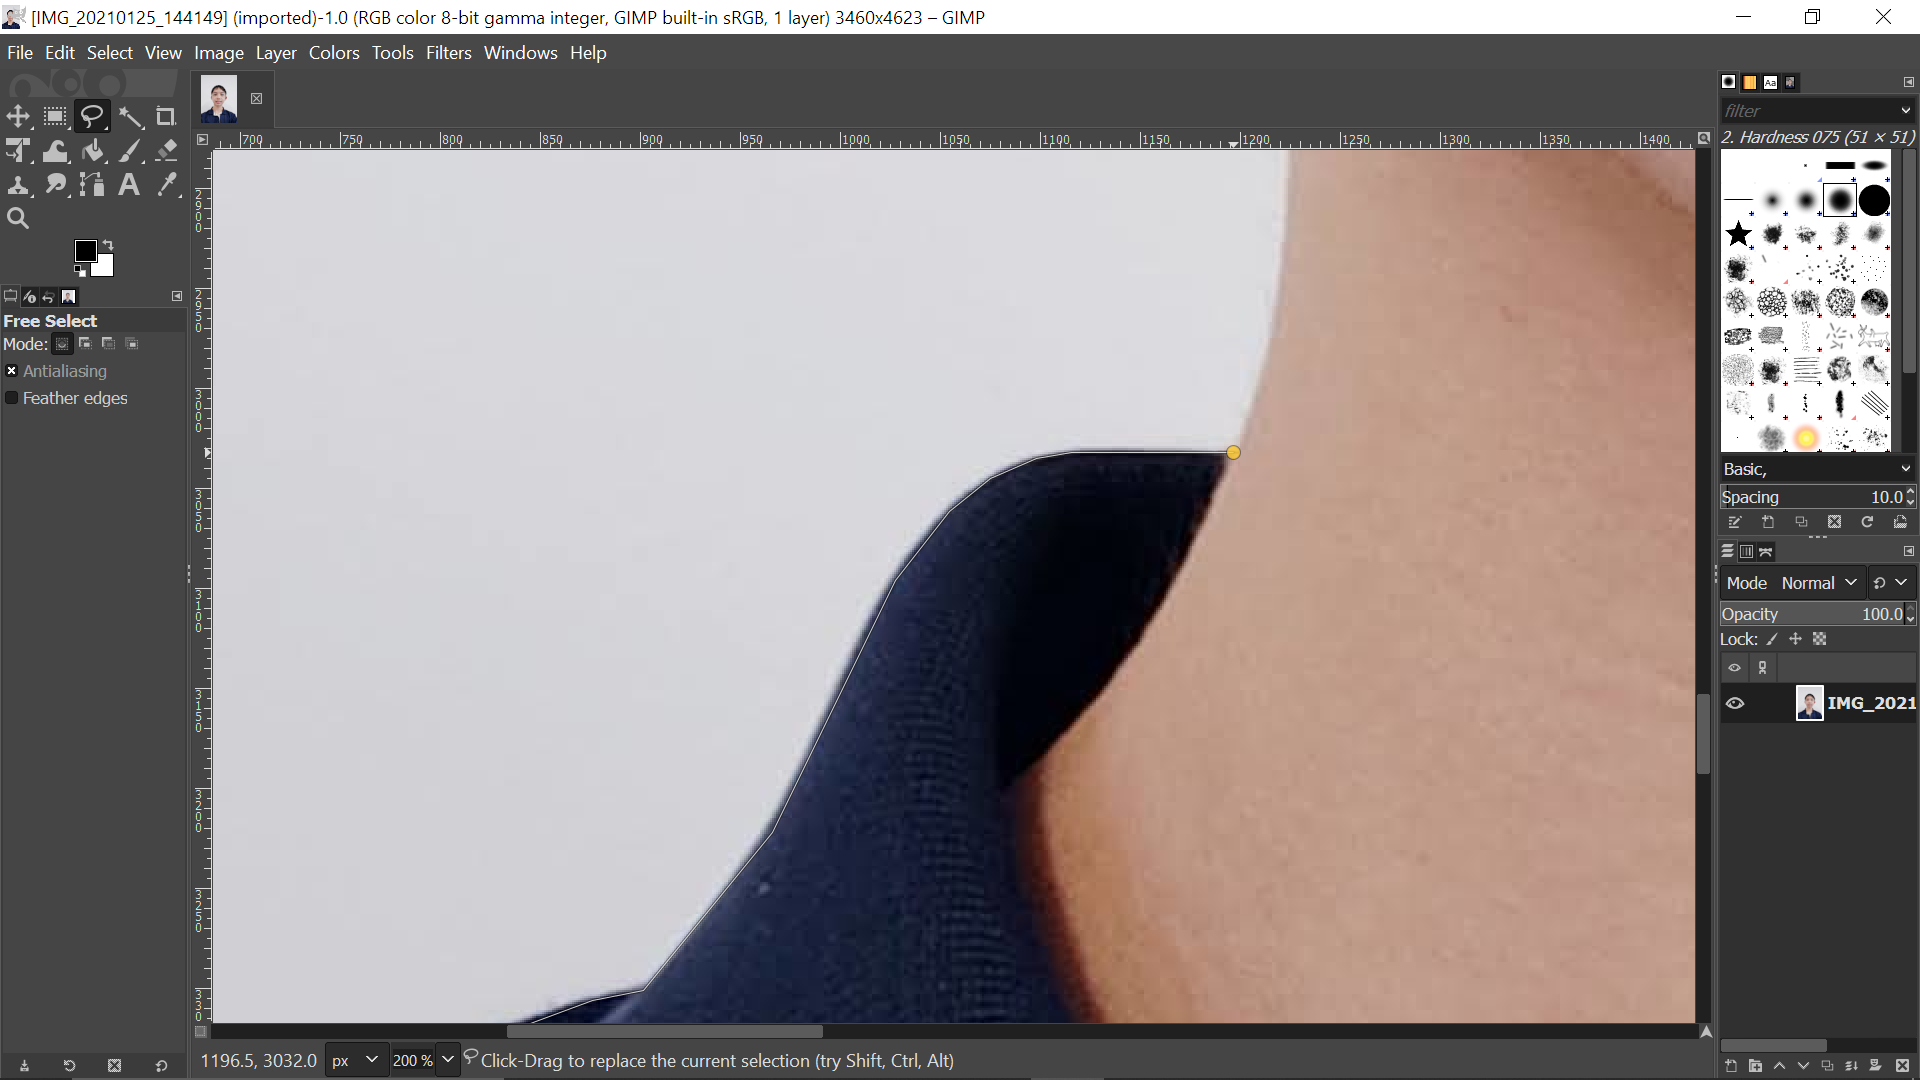 [IMG_20210125_144149] (imported)-1.0 (RGB color 8-bit gamma integer, GIMP built-in sRGB, 1 layer) 3460x4623 – GIMP
File Edit Select View Image Layer Colors Tools Filters Windows Help
filter
2. Hardness 075 (51 × 51)
700 750 800 850 900 950 1000 1050 1100 1150 1200 1250 1300 1350 1400
2900
2950
3000
3050
3100
3150
3200
3250
330
Free Select
Mode:
Antialiasing
Feather edges
Aa
Basic,
Spacing 10.0
Mode Normal
Opacity 100.0
Lock:
IMG_2021
1196.5, 3032.0 px 200 % Click-Drag to replace the current selection (try Shift, Ctrl, Alt)